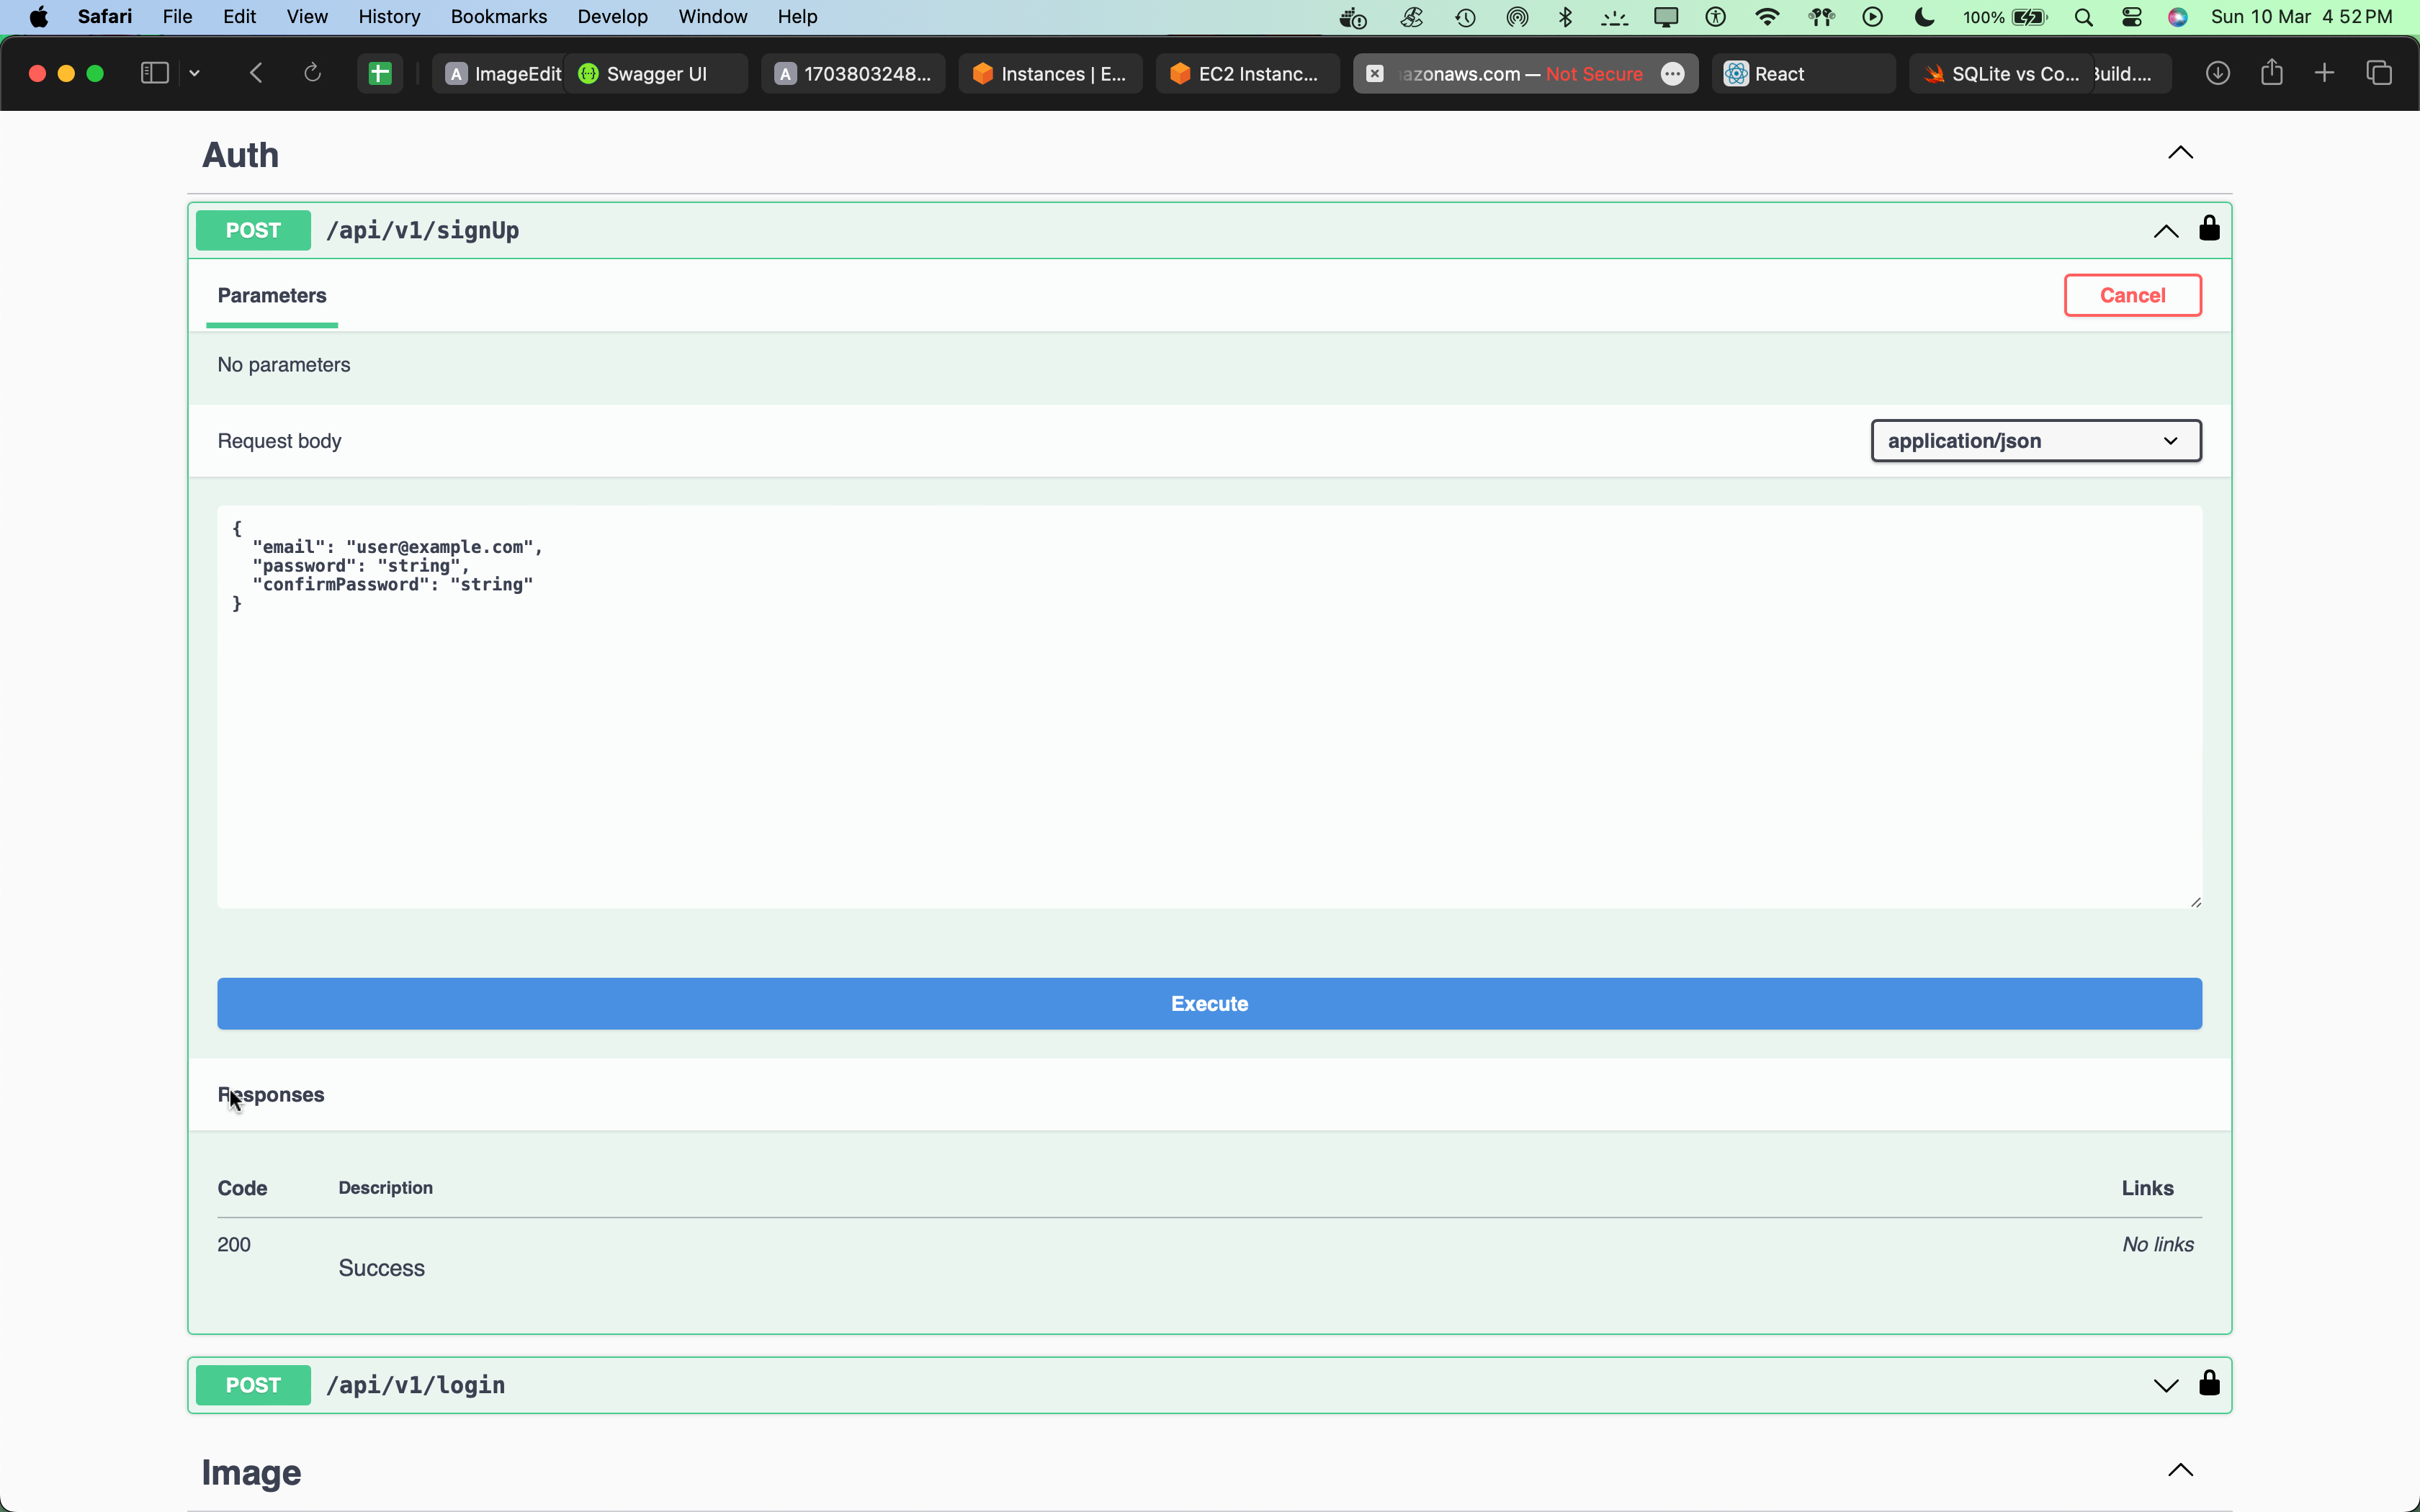 Safari File Edit View History Bookmarks Develop Window Help 100% Sun 10 Mar 4 52 PM
A ImageEdit Swagger UI A 1703803248... Instances | E... EC2 Instanc... azonaws.com — Not Secure React SQLite vs Co... Build....
Auth
POST /api/v1/signUp
Parameters Cancel
No parameters
Request body application/json
{
"email": "user@example.com",
"password": "string",
"confirmPassword": "string"
}
Execute
Responses
Code Description Links
200 No links
Success
POST /api/v1/login
Image